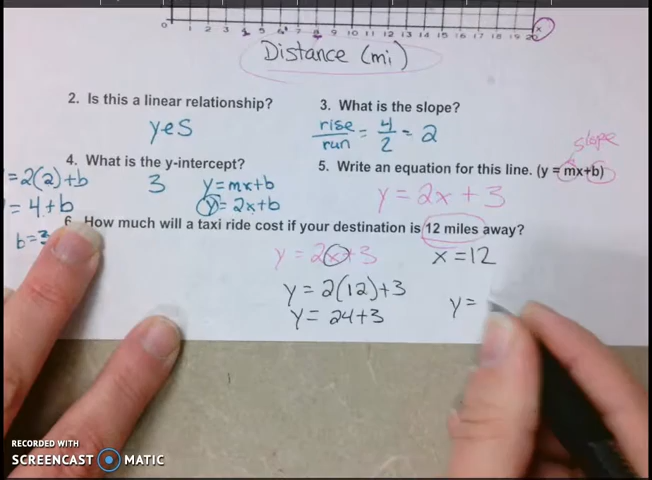 0 1 2 3 4 5 6 7 8 9 10 11 12 13 14 15 16 17 18 19 20 x
Distance (mi)
2. Is this a linear relationship?
yes
3. What is the slope?
rise/run = 4/2 = 2
slope
4. What is the y-intercept?
3
= 2(2)+b
= 4+b
b=3
y=mx+b
y=2x+b
5. Write an equation for this line. (y = mx+b)
y = 2x + 3
6. How much will a taxi ride cost if your destination is 12 miles away?
y = 2x+3
y = 2(12)+3
y = 24+3
x = 12
y =
RECORDED WITH
SCREENCAST MATIC